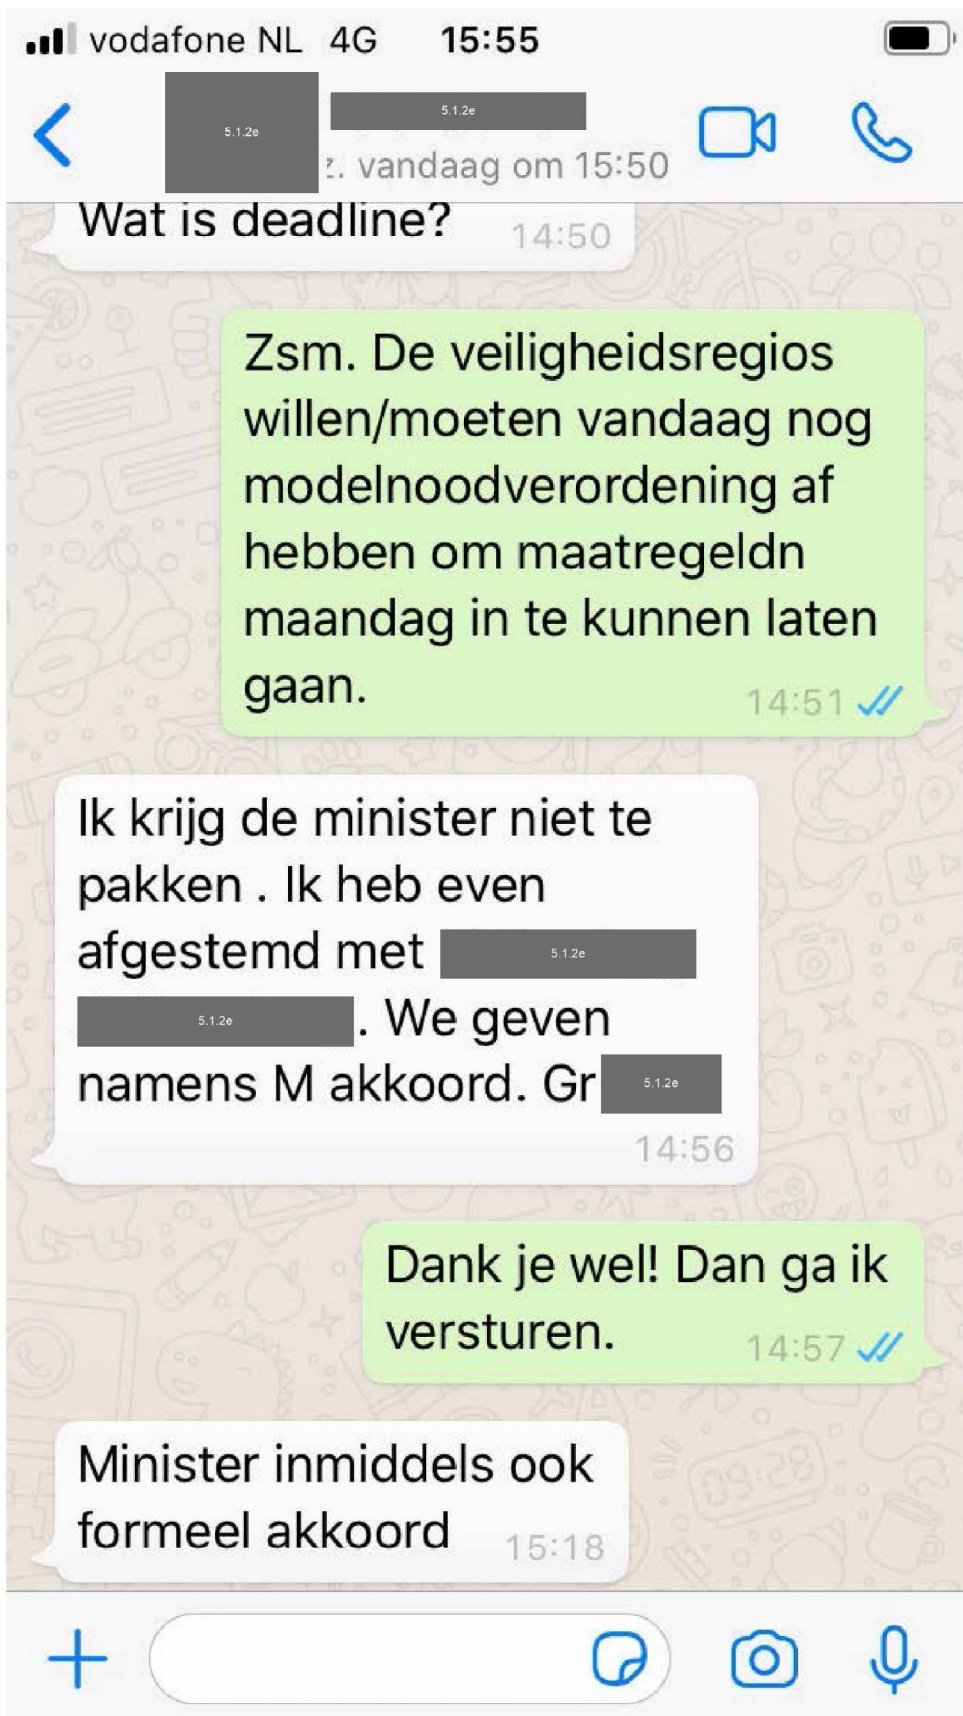 vodafone NL 4G 15:55
5.1.2e
5.1.2e
z. vandaag om 15:50
Wat is deadline?
14:50
Zsm. De veiligheidsregios
willen/moeten vandaag nog
modelnoodverordening af
hebben om maatregeldn
maandag in te kunnen laten
gaan.
14:51
Ik krijg de minister niet te
pakken . Ik heb even
afgestemd met 5.1.2e
5.1.2e . We geven
namens M akkoord. Gr 5.1.2e
14:56
Dank je wel! Dan ga ik
versturen.
14:57
Minister inmiddels ook
formeel akkoord
15:18